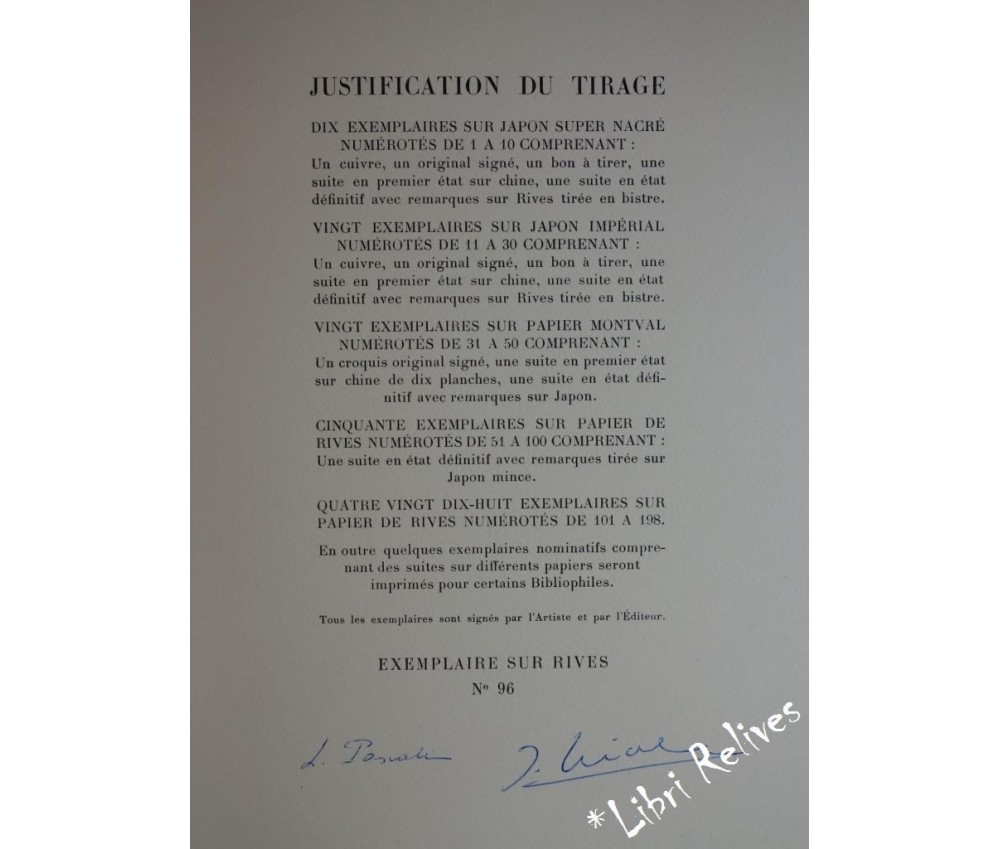 JUSTIFICATION DU TIRAGE
DIX EXEMPLAIRES SUR JAPON SUPER NACRÉ
NUMÉROTÉS DE 1 A 10 COMPRENANT :
Un cuivre, un original signé, un bon à tirer, une
suite en premier état sur chine, une suite en état
définitif avec remarques sur Rives tirée en bistre.
VINGT EXEMPLAIRES SUR JAPON IMPÉRIAL
NUMÉROTÉS DE 11 A 30 COMPRENANT :
Un cuivre, un original signé, un bon à tirer, une
suite en premier état sur chine, une suite en état
définitif avec remarques sur Rives tirée en bistre.
VINGT EXEMPLAIRES SUR PAPIER MONTVAL
NUMÉROTÉS DE 31 A 50 COMPRENANT :
Un croquis original signé, une suite en premier état
sur chine de dix planches, une suite en état défi-
nitif avec remarques sur Japon.
CINQUANTE EXEMPLAIRES SUR PAPIER DE
RIVES NUMÉROTÉS DE 51 A 100 COMPRENANT :
Une suite en état définitif avec remarques tirée sur
Japon mince.
QUATRE VINGT DIX-HUIT EXEMPLAIRES SUR
PAPIER DE RIVES NUMÉROTÉS DE 101 A 198.
En outre quelques exemplaires nominatifs compre-
nant des suites sur différents papiers seront
imprimés pour certains Bibliophiles.
Tous les exemplaires sont signés par l'Artiste et par l'Éditeur.
EXEMPLAIRE SUR RIVES
Nº 96
*Libri Relives